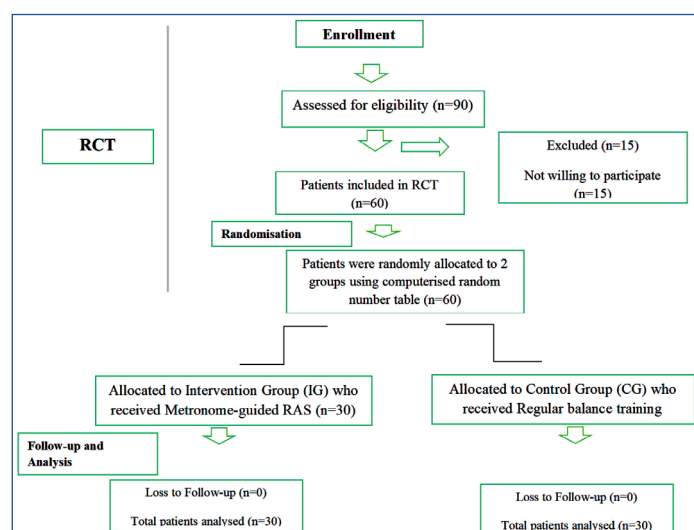 Enrollment
Assessed for eligibility (n=90)
RCT
Excluded (n=15)
Not willing to participate
(n=15)
Patients included in RCT
(n=60)
Randomisation
Patients were randomly allocated to 2
groups using computerised random
number table (n=60)
Allocated to Intervention Group (IG) who
received Metronome-guided RAS (n=30)
Allocated to Control Group (CG) who
received Regular balance training
Follow-up and
Analysis
Loss to Follow-up (n=0)
Total patients analysed (n=30)
Loss to Follow-up (n=0)
Total patients analysed (n=30)